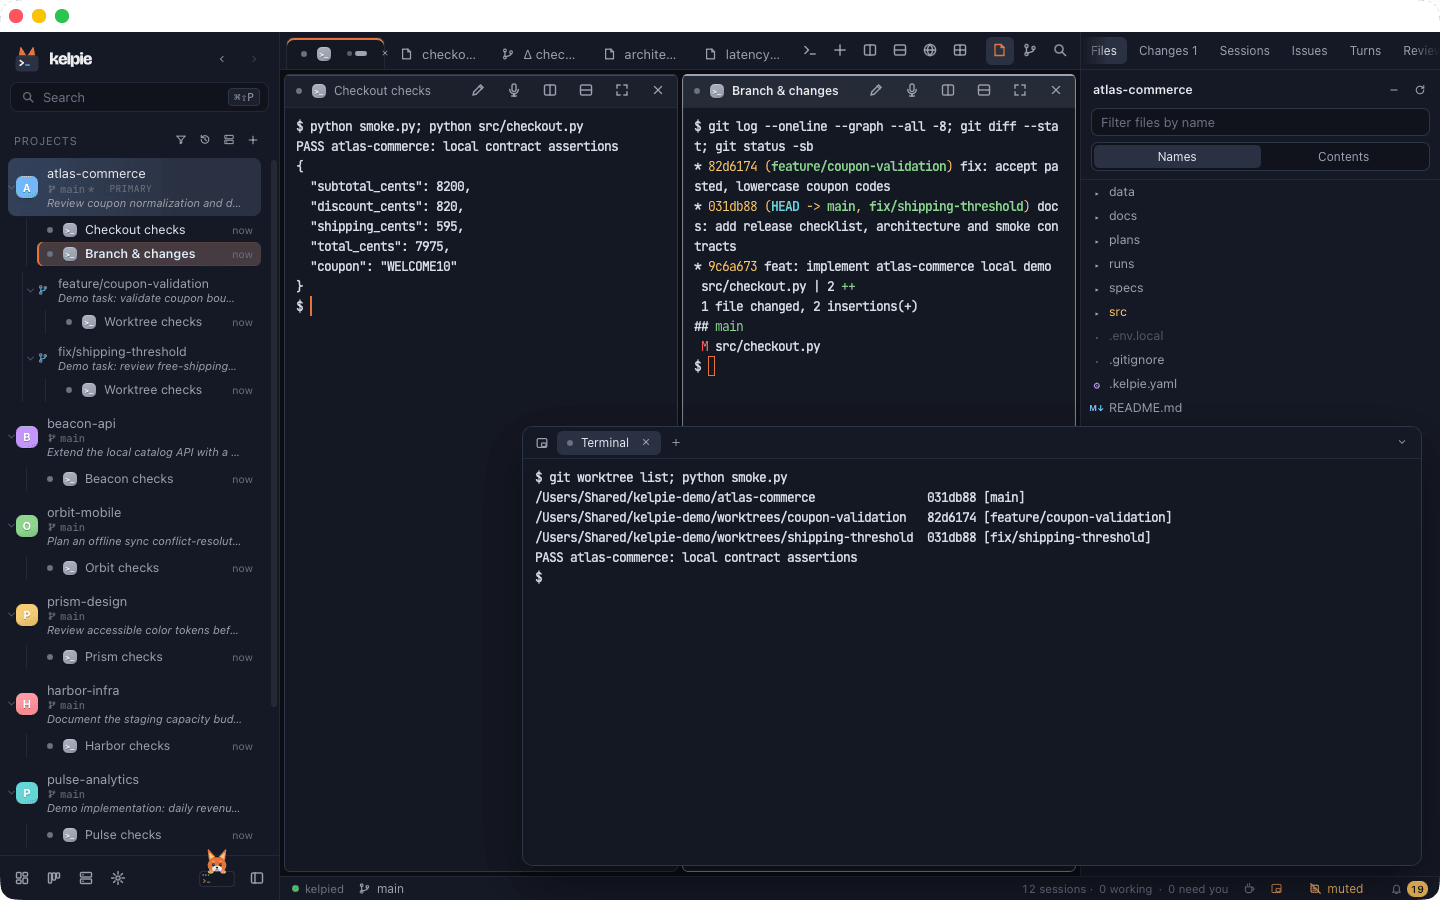 kelpie
Search
⌘⇧P
PROJECTS
A
atlas-commerce
main* PRIMARY
Review coupon normalization and d...
Checkout checks now
Branch & changes now
feature/coupon-validation
Demo task: validate coupon bou...
Worktree checks now
fix/shipping-threshold
Demo task: review free-shipping...
Worktree checks now
B
beacon-api
main
Extend the local catalog API with a ...
Beacon checks now
O
orbit-mobile
main
Plan an offline sync conflict-resolut...
Orbit checks now
P
prism-design
main
Review accessible color tokens bef...
Prism checks now
H
harbor-infra
main
Document the staging capacity bud...
Harbor checks now
P
pulse-analytics
main
Demo implementation: daily revenu...
Pulse checks now
checko...
Δ chec...
archite...
latency...
Checkout checks
$ python smoke.py; python src/checkout.py
PASS atlas-commerce: local contract assertions
{
"subtotal_cents": 8200,
"discount_cents": 820,
"shipping_cents": 595,
"total_cents": 7975,
"coupon": "WELCOME10"
}
$
Branch & changes
$ git log --oneline --graph --all -8; git diff --sta
t; git status -sb
* 82d6174 (feature/coupon-validation) fix: accept pa
sted, lowercase coupon codes
* 031db88 (HEAD -> main, fix/shipping-threshold) doc
s: add release checklist, architecture and smoke con
tracts
* 9c6a673 feat: implement atlas-commerce local demo
src/checkout.py | 2 ++
1 file changed, 2 insertions(+)
## main
M src/checkout.py
$
Files Changes 1 Sessions Issues Turns Review
atlas-commerce
Filter files by name
Names Contents
data
docs
plans
runs
specs
src
.env.local
.gitignore
.kelpie.yaml
M↓ README.md
Terminal
$ git worktree list; python smoke.py
/Users/Shared/kelpie-demo/atlas-commerce 031db88 [main]
/Users/Shared/kelpie-demo/worktrees/coupon-validation 82d6174 [feature/coupon-validation]
/Users/Shared/kelpie-demo/worktrees/shipping-threshold 031db88 [fix/shipping-threshold]
PASS atlas-commerce: local contract assertions
$
kelpied main
12 sessions · 0 working · 0 need you
muted
19